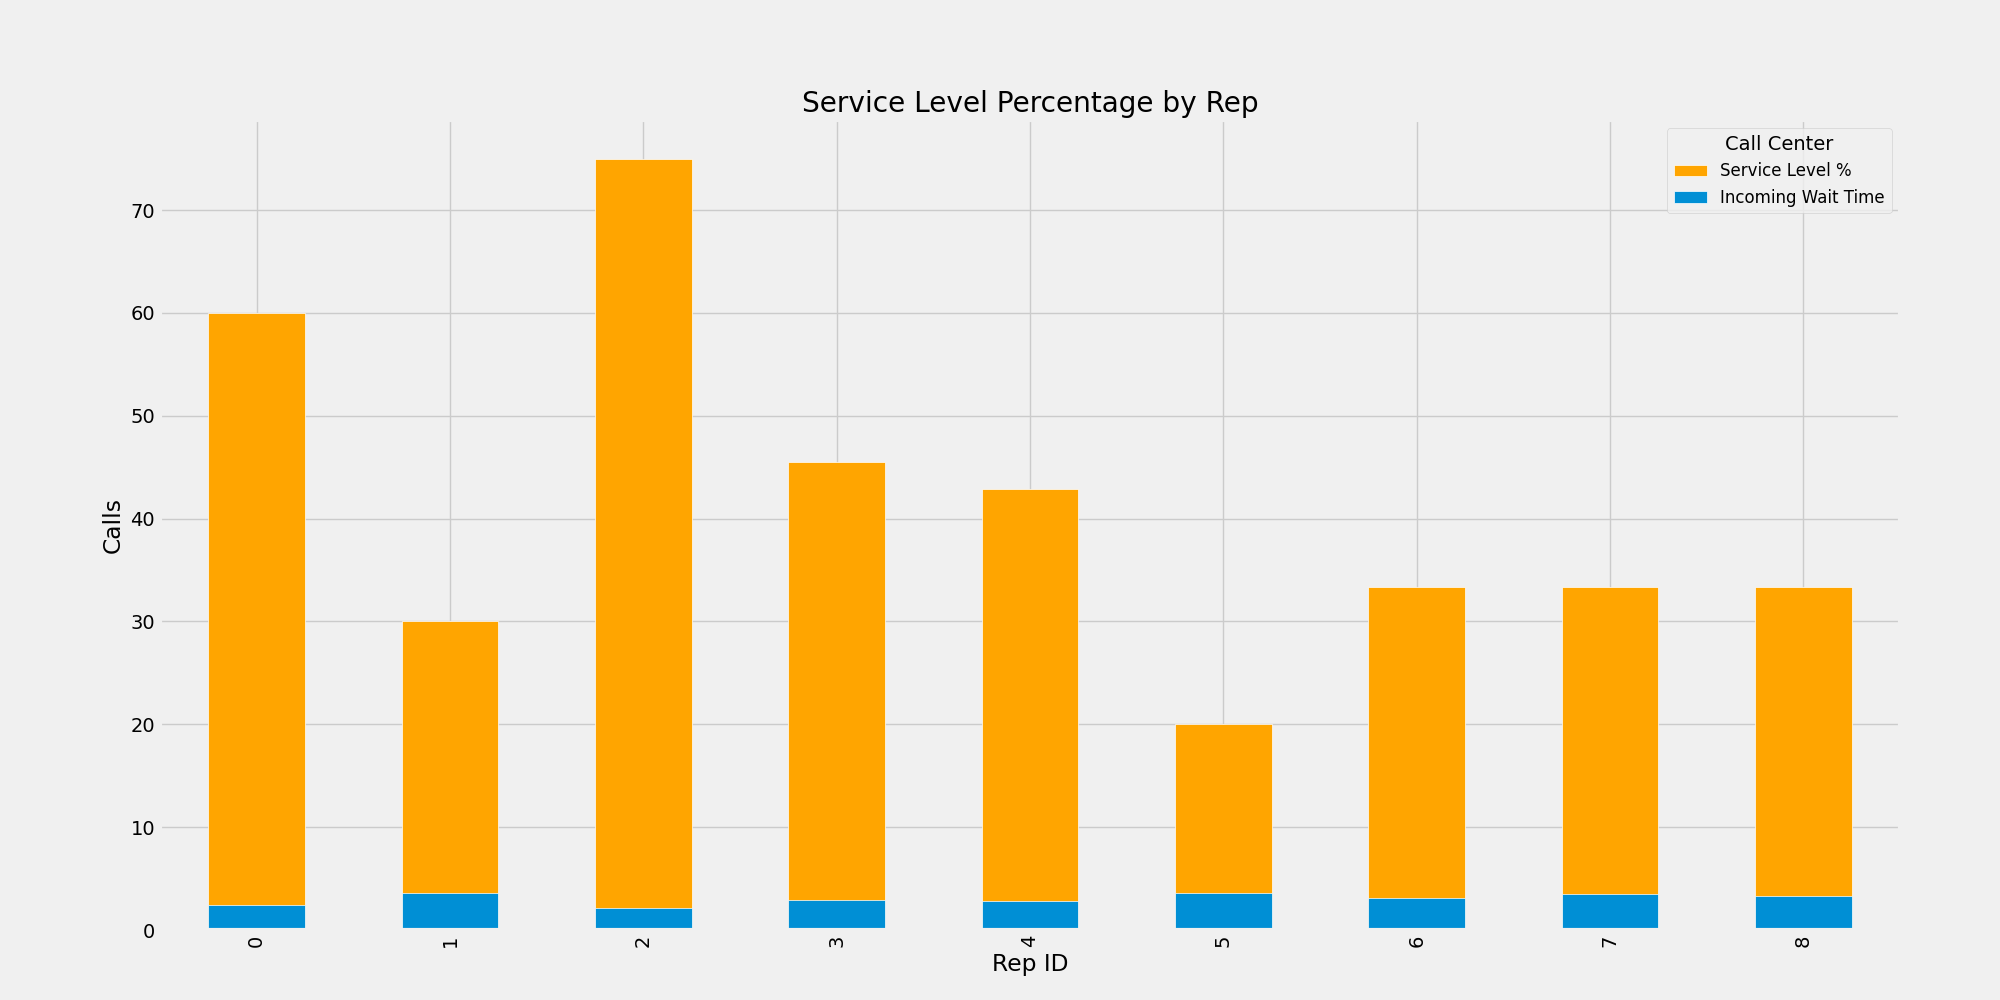 Service Level Percentage by Rep
Call Center
Service Level %
Incoming Wait Time
70
60
50
40
30
20
10
0
Calls
0 1 2 3 4 5 6 7 8
Rep ID